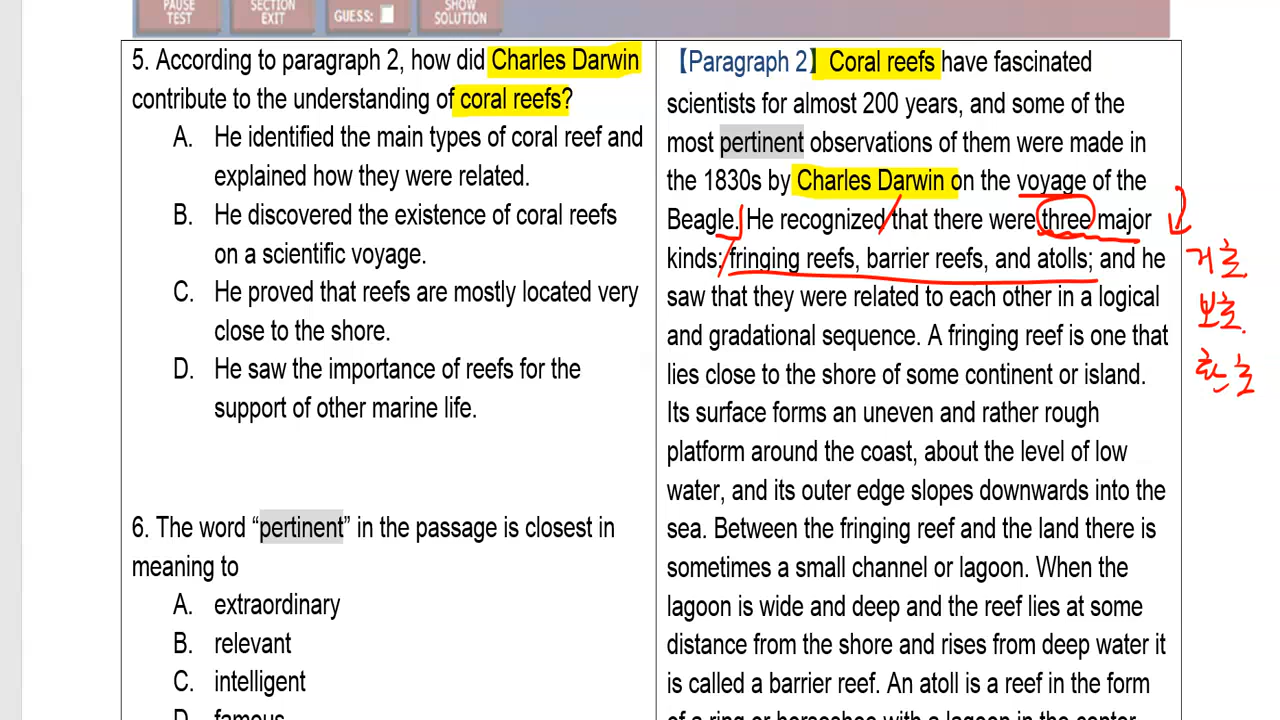 PAUSE
TEST
SECTION
EXIT
GUESS:
SHOW
SOLUTION
5. According to paragraph 2, how did Charles Darwin
contribute to the understanding of coral reefs?
A. He identified the main types of coral reef and
explained how they were related.
B. He discovered the existence of coral reefs
on a scientific voyage.
C. He proved that reefs are mostly located very
close to the shore.
D. He saw the importance of reefs for the
support of other marine life.
6. The word “pertinent” in the passage is closest in
meaning to
A. extraordinary
B. relevant
C. intelligent
D. famous
【Paragraph 2】 Coral reefs have fascinated
scientists for almost 200 years, and some of the
most pertinent observations of them were made in
the 1830s by Charles Darwin on the voyage of the
Beagle. He recognized that there were three major
kinds: fringing reefs, barrier reefs, and atolls; and he
saw that they were related to each other in a logical
and gradational sequence. A fringing reef is one that
lies close to the shore of some continent or island.
Its surface forms an uneven and rather rough
platform around the coast, about the level of low
water, and its outer edge slopes downwards into the
sea. Between the fringing reef and the land there is
sometimes a small channel or lagoon. When the
lagoon is wide and deep and the reef lies at some
distance from the shore and rises from deep water it
is called a barrier reef. An atoll is a reef in the form
of a ring or horseshoe with a lagoon in the center
거초
보초
환초